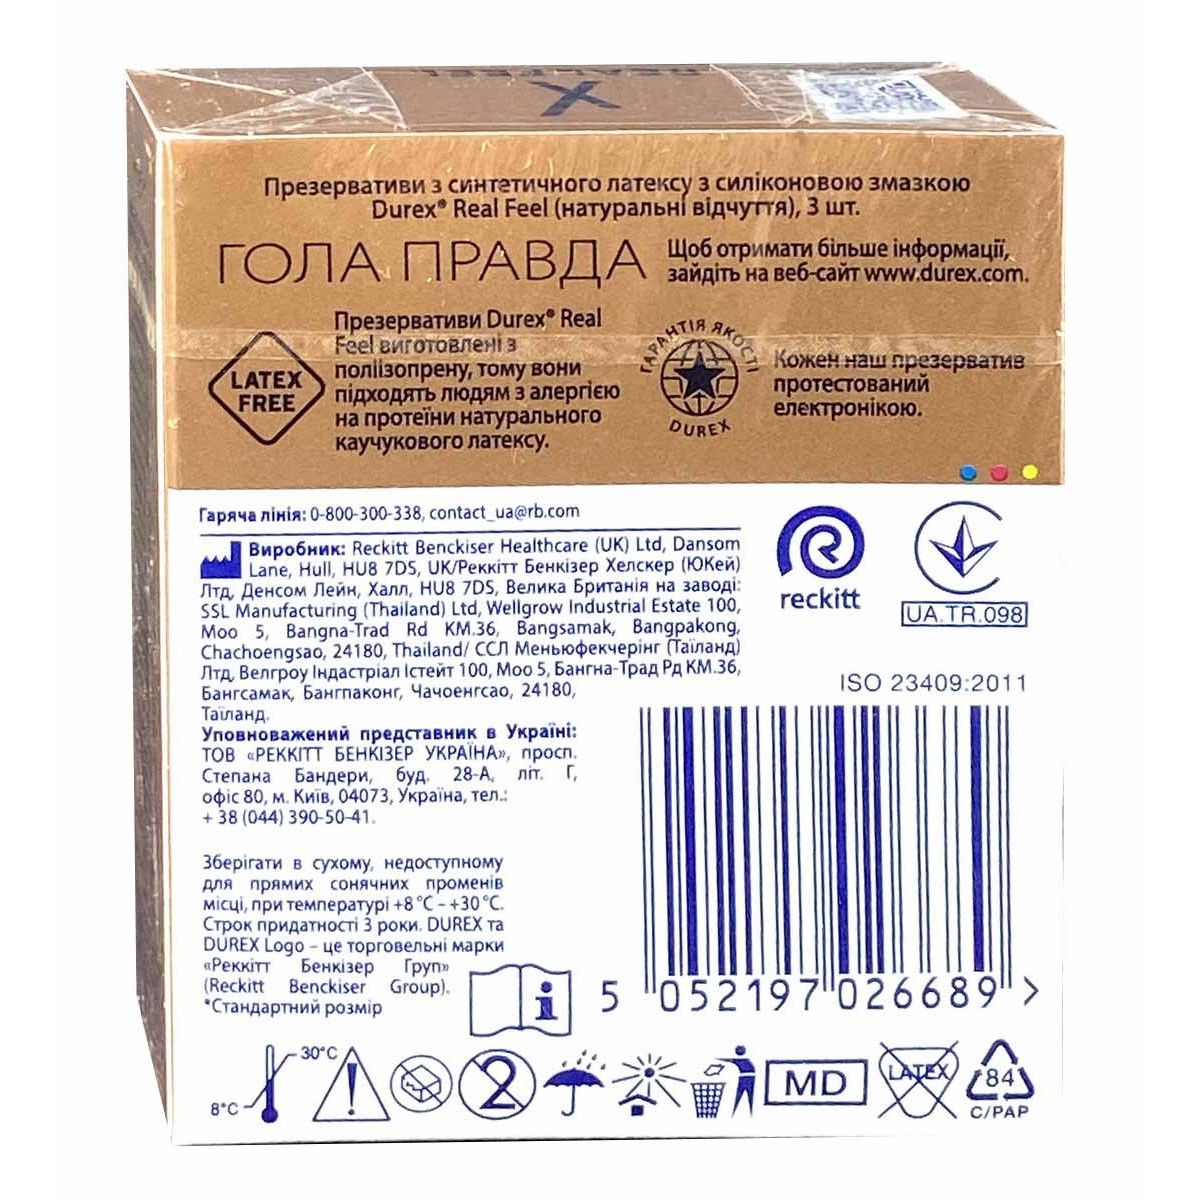 X
REAL FEEL
Презервативи з синтетичного латексу з силіконовою змазкою
Durex® Real Feel (натуральні відчуття), 3 шт.
ГОЛА ПРАВДА
Щоб отримати більше інформації,
зайдіть на веб-сайт www.durex.com.
LATEX
FREE
Презервативи Durex® Real
Feel виготовлені з
поліізопрену, тому вони
підходять людям з алергією
на протеїни натурального
каучукового латексу.
ГАРАНТІЯ ЯКОСТІ
DUREX
Кожен наш презерватив
протестований
електронікою.
Гаряча лінія: 0-800-300-338, contact_ua@rb.com
Виробник: Reckitt Benckiser Healthcare (UK) Ltd, Dansom
Lane, Hull, HU8 7DS, UK/Реккітт Бенкізер Хелскер (ЮКей)
Лтд, Денсом Лейн, Халл, HU8 7DS, Велика Британія на заводі:
SSL Manufacturing (Thailand) Ltd, Wellgrow Industrial Estate 100,
Moo 5, Bangna-Trad Rd KM.36, Bangsamak, Bangpakong,
Chachoengsao, 24180, Thailand/ ССЛ Меньюфекчерінг (Таїланд)
Лтд, Велгроу Індастріал Істейт 100, Моо 5, Бангна-Трад Рд КМ.36,
Бангсамак, Бангпаконг, Чачоенгсао, 24180,
Таїланд.
Уповноважений представник в Україні:
ТОВ «РЕККІТТ БЕНКІЗЕР УКРАЇНА», просп.
Степана Бандери, буд. 28-А, літ. Г,
офіс 80, м. Київ, 04073, Україна, тел.:
+ 38 (044) 390-50-41.
reckitt
UA.TR.098
ISO 23409:2011
Зберігати в сухому, недоступному
для прямих сонячних променів
місці, при температурі +8 °C – +30 °C.
Строк придатності 3 роки. DUREX та
DUREX Logo – це торговельні марки
«Реккітт Бенкізер Груп»
(Reckitt Benckiser Group).
*Стандартний розмір
i
5 052197 026689 >
30°C
8°C
!
2
MD
LATEX
84
C/PAP